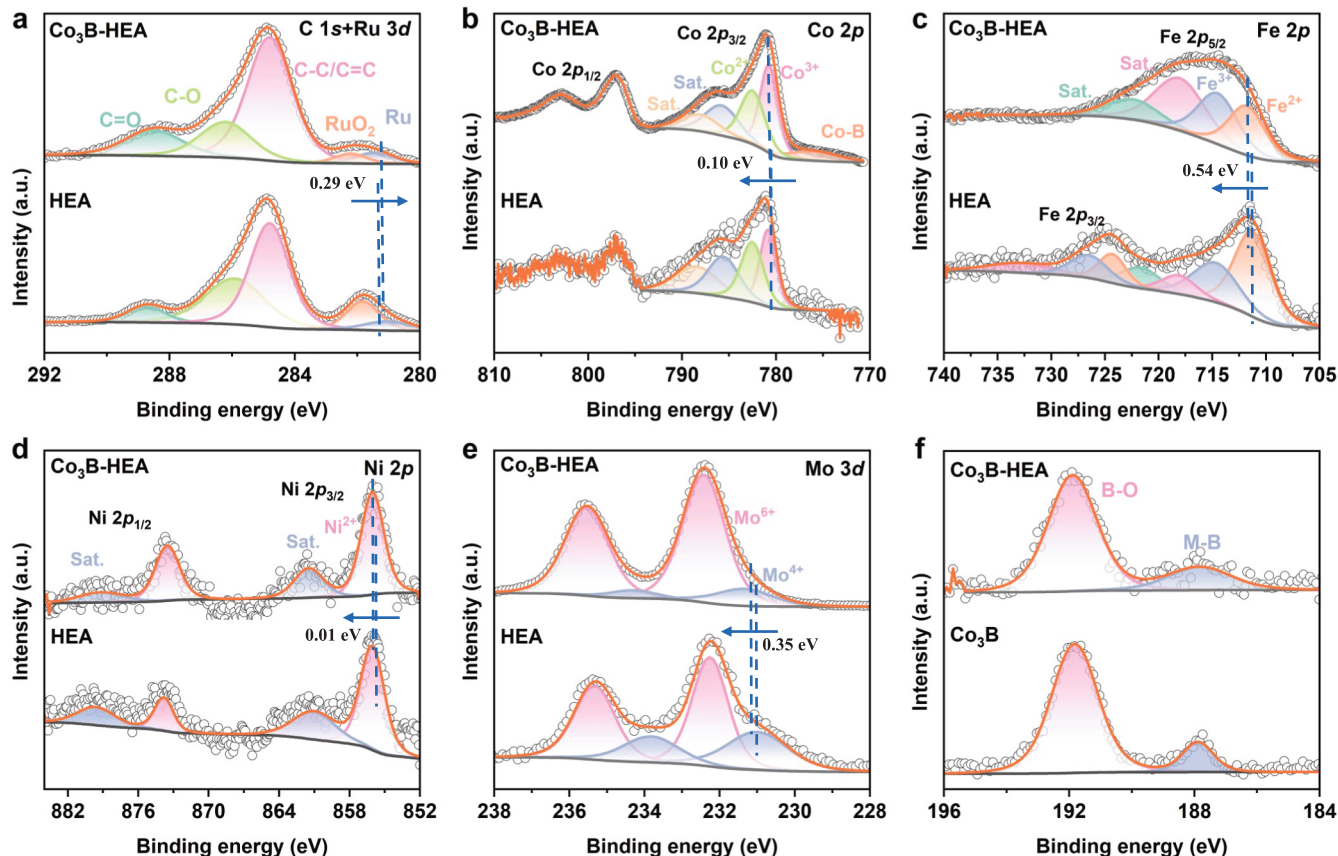 a
Co₃B-HEA
C 1s+Ru 3d
C-C/C=C
C-O
C=O
RuO₂
Ru
0.29 eV
HEA
Intensity (a.u.)
292 288 284 280
Binding energy (eV)
b
Co₃B-HEA
Co 2p₃/₂
Co 2p
Co 2p₁/₂
Co²⁺
Co³⁺
Sat.
Sat.
Co-B
0.10 eV
HEA
Intensity (a.u.)
810 800 790 780 770
Binding energy (eV)
c
Co₃B-HEA
Fe 2p₅/₂
Fe 2p
Sat.
Sat.
Fe³⁺
Fe²⁺
0.54 eV
HEA
Fe 2p₃/₂
Intensity (a.u.)
740 735 730 725 720 715 710 705
Binding energy (eV)
d
Co₃B-HEA
Ni 2p
Ni 2p₃/₂
Ni 2p₁/₂
Ni²⁺
Sat.
Sat.
0.01 eV
HEA
Intensity (a.u.)
882 876 870 864 858 852
Binding energy (eV)
e
Co₃B-HEA
Mo 3d
Mo⁶⁺
Mo⁴⁺
HEA
0.35 eV
Intensity (a.u.)
238 236 234 232 230 228
Binding energy (eV)
f
Co₃B-HEA
B-O
M-B
Co₃B
Intensity (a.u.)
196 192 188 184
Binding energy (eV)